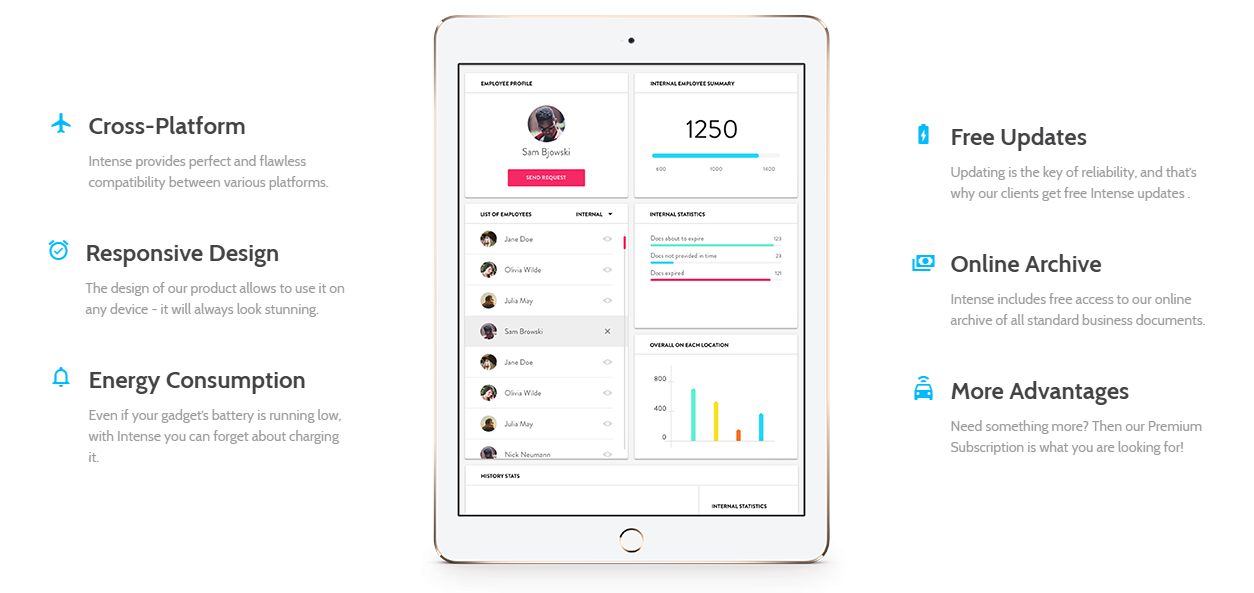 Cross-Platform
Intense provides perfect and flawless
compatibility between various platforms.
Responsive Design
The design of our product allows to use it on
any device - it will always look stunning.
Energy Consumption
Even if your gadget's battery is running low,
with Intense you can forget about charging
it.
EMPLOYEE PROFILE
Sam Bjowski
SEND REQUEST
INTERNAL EMPLOYEE SUMMARY
1250
600 1000 1400
LIST OF EMPLOYEES INTERNAL
Jane Doe
Olivia Wilde
Julia May
Sam Browski
Jane Doe
Olivia Wilde
Julia May
Nick Neumann
INTERNAL STATISTICS
Docs about to expire 123
Docs not provided in time 23
Docs expired 121
OVERALL ON EACH LOCATION
800
400
0
HISTORY STATS
INTERNAL STATISTICS
Free Updates
Updating is the key of reliability, and that's
why our clients get free Intense updates .
Online Archive
Intense includes free access to our online
archive of all standard business documents.
More Advantages
Need something more? Then our Premium
Subscription is what you are looking for!